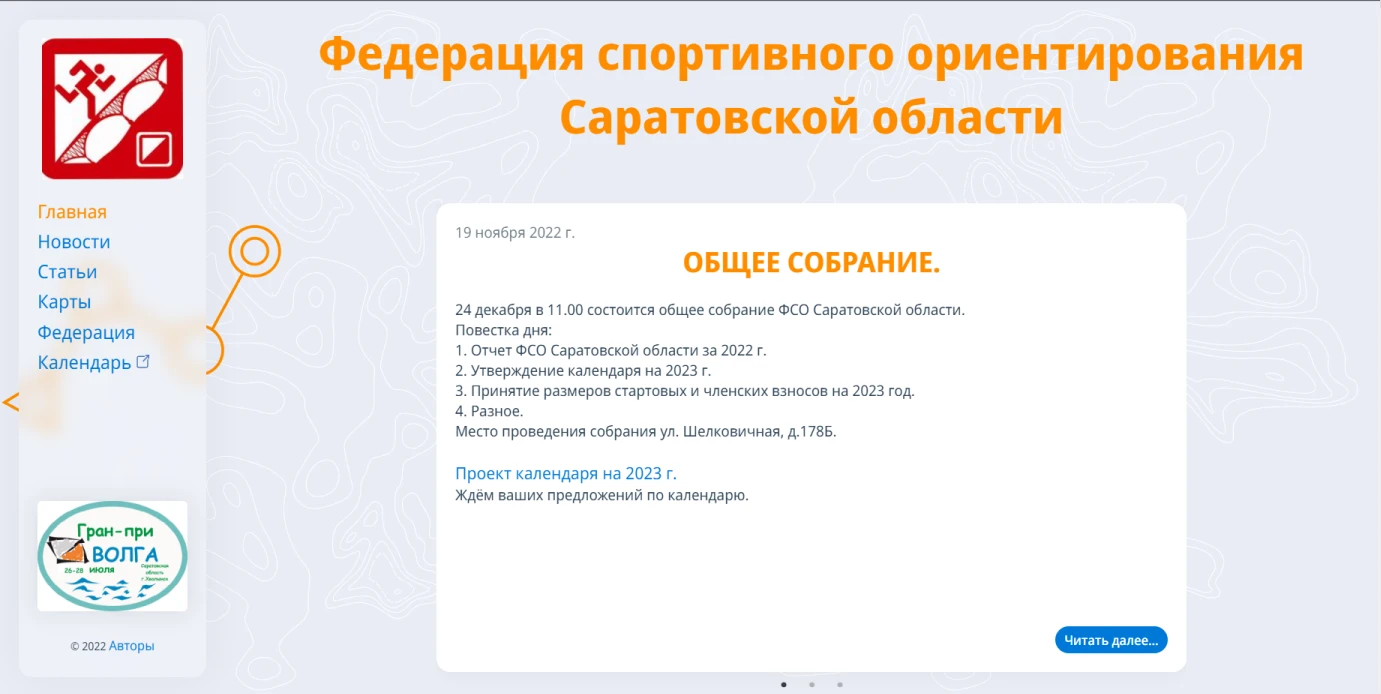 Федерация спортивного ориентирования
Саратовской области
Главная
Новости
Статьи
Карты
Федерация
Календарь
Гран-при
ВОЛГА
26-28 июля
Саратовская
область
г. Хвалынск
© 2022 Авторы
19 ноября 2022 г.
ОБЩЕЕ СОБРАНИЕ.
24 декабря в 11.00 состоится общее собрание ФСО Саратовской области.
Повестка дня:
1. Отчет ФСО Саратовской области за 2022 г.
2. Утверждение календаря на 2023 г.
3. Принятие размеров стартовых и членских взносов на 2023 год.
4. Разное.
Место проведения собрания ул. Шелковичная, д.178Б.
Проект календаря на 2023 г.
Ждём ваших предложений по календарю.
Читать далее...